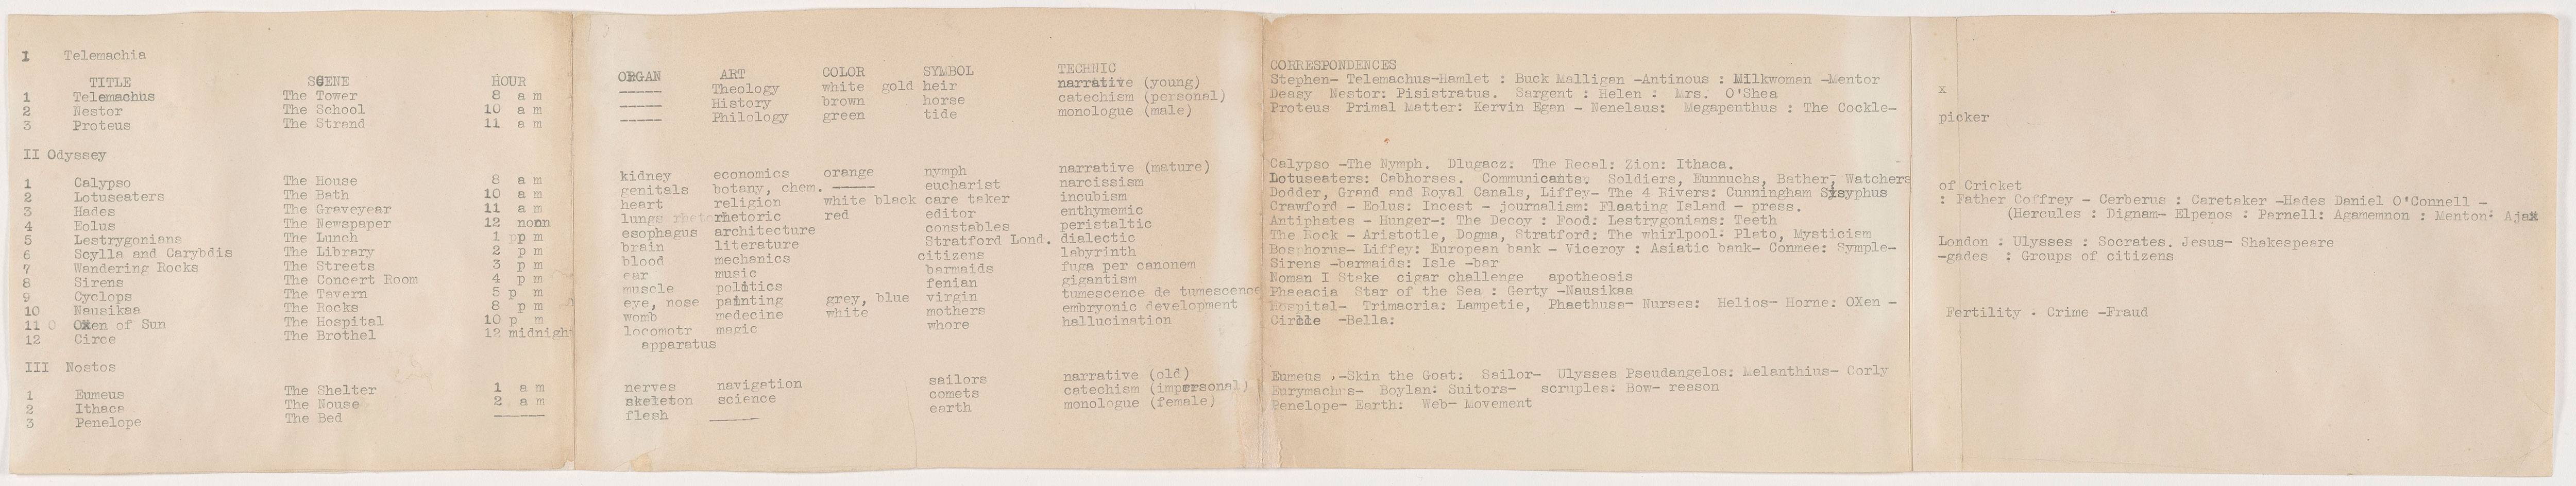 I Telemachia
TITLE SCENE HOUR ORGAN ART COLOR SYMBOL TECHNIC CORRESPONDENCES
1 Telemachus The Tower 8 a m ----- Theology white gold heir narrative (young) Stephen- Telemachus-Hamlet : Buck Malligan -Antinous : Milkwoman -Mentor
2 Nestor The School 10 a m ----- History brown horse catechism (personal) Deasy Nestor: Pisistratus. Sargent : Helen : Mrs. O'Shea x
3 Proteus The Strand 11 a m ----- Philology green tide monologue (male) Proteus Primal Matter: Kervin Egan - Nenelaus: Megapenthus : The Cockle- picker
II Odyssey
1 Calypso The House 8 a m kidney economics orange nymph narrative (mature) Calypso -The Nymph. Dlugacz: The Recal: Zion: Ithaca.
2 Lotuseaters The Bath 10 a m genitals botany, chem. ----- eucharist narcissism Lotuseaters: Cabhorses. Communicants. Soldiers, Eunnuchs, Bather, Watchers of Cricket
3 Hades The Graveyear 11 a m heart religion white black care taker incubism Dodder, Grand and Royal Canals, Liffey- The 4 Rivers: Cunningham Sisyphus : Father Coffrey - Cerberus : Caretaker -Hades Daniel O'Connell -
(Hercules : Dignam- Elpenos : Parnell: Agamemnon : Menton: Ajax
4 Eolus The Newspaper 12 noon lungs rhetoric red editor enthymemic Crawford - Eolus: Incest - journalism: Floating Island - press.
5 Lestrygonians The Lunch 1 p m esophagus architecture constables peristaltic Antiphates - Hunger-: The Decoy : Food: Lestrygonians: Teeth
6 Scylla and Carybdis The Library 2 p m brain literature Stratford Lond. dialectic The Rock - Aristotle, Dogma, Stratford: The whirlpool: Plato, Mysticism London : Ulysses : Socrates. Jesus- Shakespeare
7 Wandering Rocks The Streets 3 p m blood mechanics citizens labyrinth Bosphorus- Liffey: European bank - Viceroy : Asiatic bank- Conmee: Symple- -gades : Groups of citizens
8 Sirens The Concert Room 4 p m ear music barmaids fuga per canonem Sirens -barmaids: Isle -bar
9 Cyclops The Tavern 5 p m muscle politics fenian gigantism Noman I Stake cigar challenge apotheosis
10 Nausikaa The Rocks 8 p m eye, nose painting grey, blue virgin tumescence de tumescence Phaeacia Star of the Sea : Gerty -Nausikaa
11 OXen of Sun The Hospital 10 p m womb medecine white mothers embryonic development Hospital- Trimacria: Lampetie, Phaethusa- Nurses: Helios- Horne: OXen - Fertility . Crime -Fraud
12 Circe The Brothel 12 midnight locomotr magic whore hallucination Circle -Bella:
apparatus
III Nostos
1 Eumeus The Shelter 1 a m nerves navigation sailors narrative (old) Eumeus .-Skin the Goat: Sailor- Ulysses Pseudangelos: Melanthius- Corly
2 Ithaca The Nouse 2 a m skeleton science comets catechism (impersonal) Eurymachus- Boylan: Suitors- scruples: Bow- reason
3 Penelope The Bed ----- flesh ----- earth monologue (female) Penelope- Earth: Web- Movement